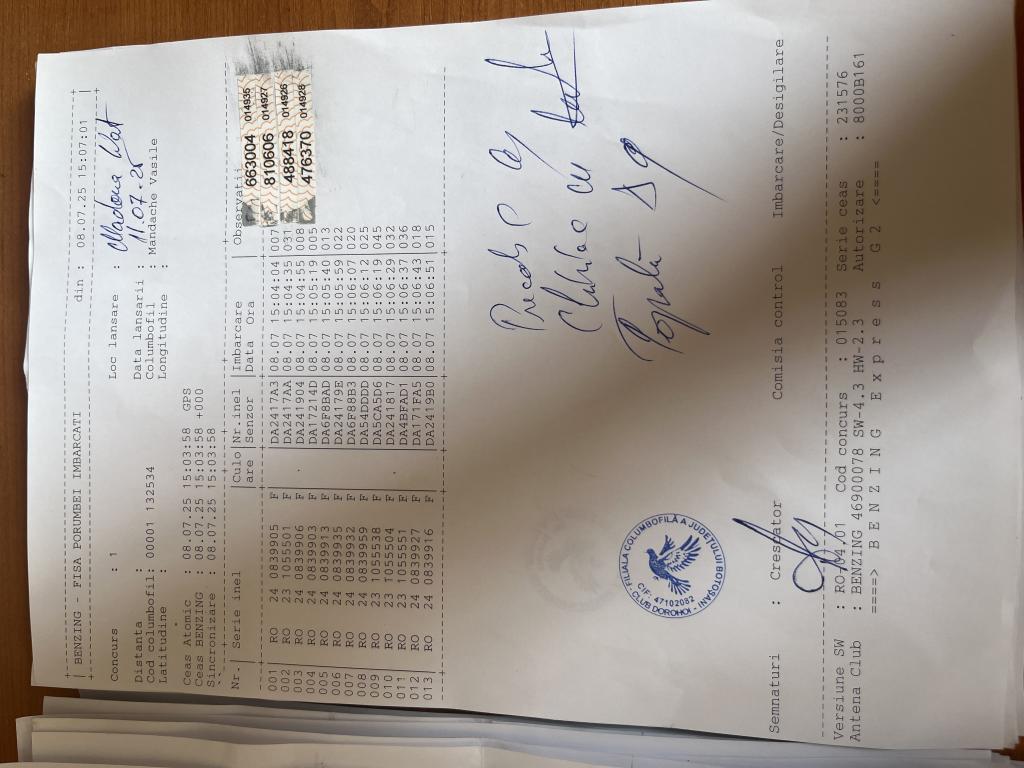 BENZING - FISA PORUMBEI IMBARCATI din : 08.07.25 15:07:01
Concurs : 1 Loc lansare :
Distanta : Data lansarii : 11.07.25
Cod columbofil: 00001 132534 Columbofil : Mandache Vasile
Latitudine : Longitudine :
Ceas Atomic : 08.07.25 15:03:58 GPS
Ceas BENZING : 08.07.25 15:03:58 +000
Sincronizare : 08.07.25 15:03:58
Nr. Serie inel Culo Nr.inel Imbarcare Observatii
are Senzor Data Ora
001 RO 24 0839905 F DA2417A3 08.07 15:04:04 007
002 RO 23 1055501 F DA2417AA 08.07 15:04:35 031
003 RO 24 0839906 F DA241904 08.07 15:04:55 008
004 RO 24 0839903 F DA17214D 08.07 15:05:19 005
005 RO 24 0839913 F DA6F8BAD 08.07 15:05:40 013
006 RO 24 0839935 F DA24179E 08.07 15:05:59 022
007 RO 24 0839932 F DA6F8BB3 08.07 15:06:07 020
008 RO 24 0839959 F DA54DDD6 08.07 15:06:12 025
009 RO 23 1055538 F DA5CA5D6 08.07 15:06:19 045
010 RO 23 1055504 F DA241817 08.07 15:06:29 032
011 RO 23 1055551 F DA4BFAD1 08.07 15:06:37 036
012 RO 24 0839927 F DA171FA5 08.07 15:06:43 018
013 RO 24 0839916 F DA2419B0 08.07 15:06:51 015
663004 014935
810606 014927
488418 014926
476370 014928
FILIALA COLUMBOFILĂ A JUDEȚULUI BOTOȘANI
CIF: 47102082
CLUB DOROHOI
Semnaturi : Crescator Comisia control Imbarcare/Desigilare
Versiune SW : RO 04.01 Cod concurs : 015083 Serie ceas : 231576
Antena Club : BENZING 46900078 SW-4.3 HW-2.3 Autorizare : 8000B161
====> B E N Z I N G E x p r e s s G 2 <====